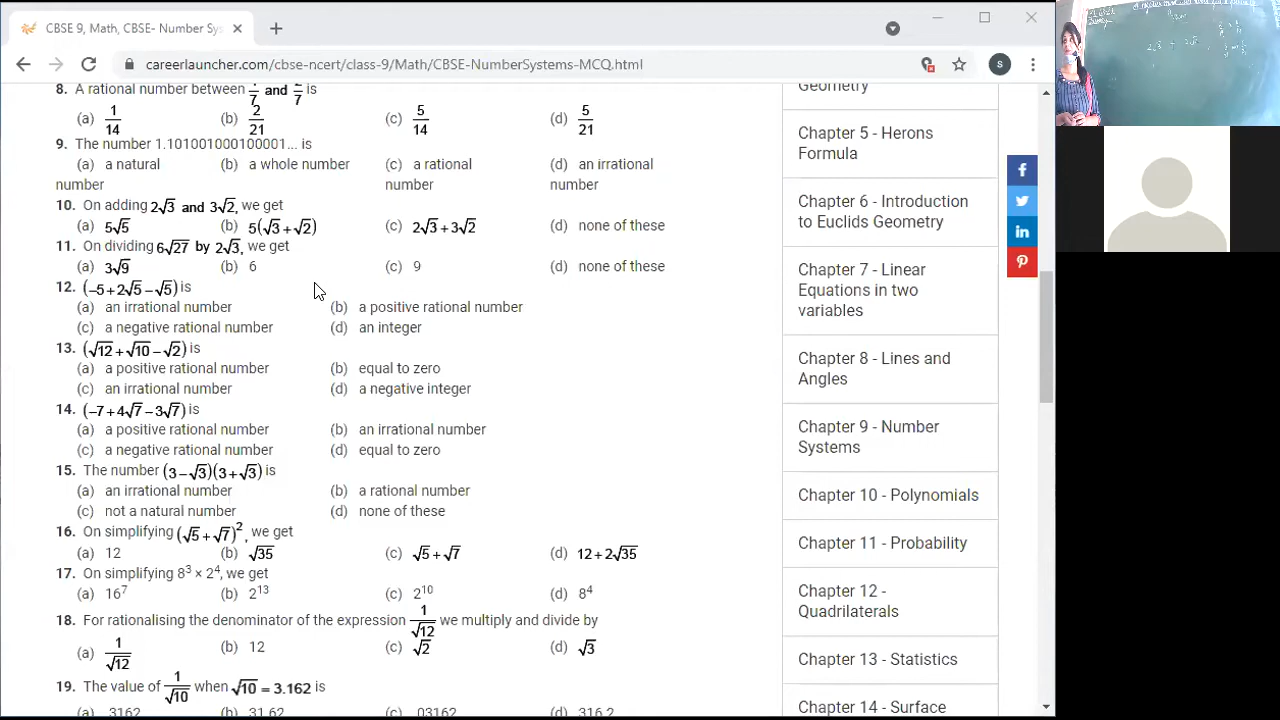 CBSE 9, Math, CBSE- Number Sy
careerlauncher.com/cbse-ncert/class-9/Math/CBSE-NumberSystems-MCQ.html
S
8. A rational number between 1/7 and 2/7 is
(a) 1/14 (b) 2/21 (c) 5/14 (d) 5/21
9. The number 1.101001000100001... is
(a) a natural number (b) a whole number (c) a rational number (d) an irrational number
10. On adding 2√3 and 3√2, we get
(a) 5√5 (b) 5(√3 + √2) (c) 2√3 + 3√2 (d) none of these
11. On dividing 6√27 by 2√3, we get
(a) 3√9 (b) 6 (c) 9 (d) none of these
12. (−5 + 2√5 − √5) is
(a) an irrational number (b) a positive rational number
(c) a negative rational number (d) an integer
13. (√12 + √10 − √2) is
(a) a positive rational number (b) equal to zero
(c) an irrational number (d) a negative integer
14. (−7 + 4√7 − 3√7) is
(a) a positive rational number (b) an irrational number
(c) a negative rational number (d) equal to zero
15. The number (3 − √3)(3 + √3) is
(a) an irrational number (b) a rational number
(c) not a natural number (d) none of these
16. On simplifying (√5 + √7)², we get
(a) 12 (b) √35 (c) √5 + √7 (d) 12 + 2√35
17. On simplifying 8³ × 2⁴, we get
(a) 16⁷ (b) 2¹³ (c) 2¹⁰ (d) 8⁴
18. For rationalising the denominator of the expression 1/√12 we multiply and divide by
(a) 1/√12 (b) 12 (c) √2 (d) √3
19. The value of 1/√10 when √10 = 3.162 is
(a) .3162 (b) 31.62 (c) .03162 (d) 316.2
Geometry
Chapter 5 - Herons
Formula
Chapter 6 - Introduction
to Euclids Geometry
Chapter 7 - Linear
Equations in two
variables
Chapter 8 - Lines and
Angles
Chapter 9 - Number
Systems
Chapter 10 - Polynomials
Chapter 11 - Probability
Chapter 12 -
Quadrilaterals
Chapter 13 - Statistics
Chapter 14 - Surface